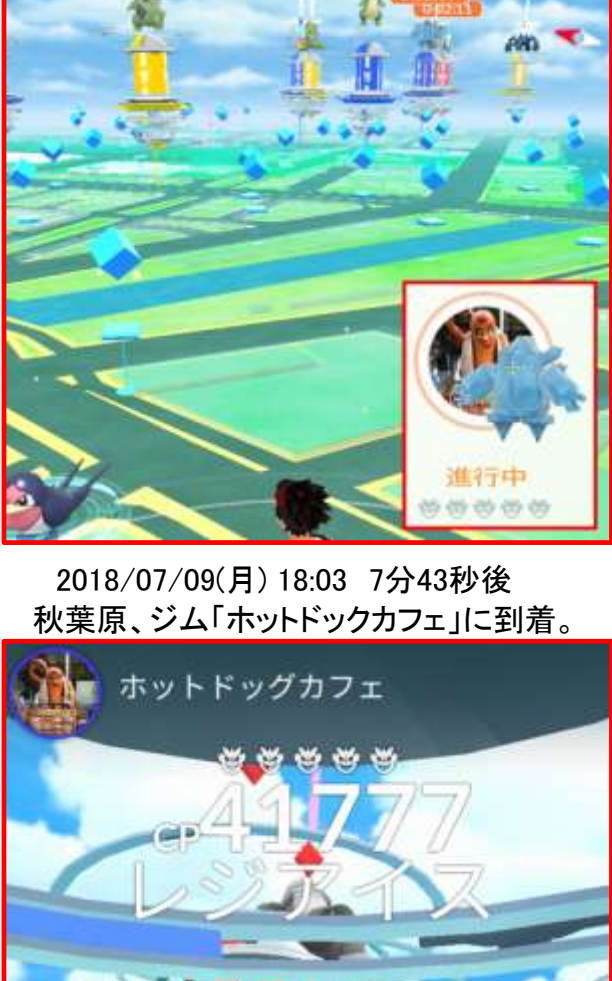 進行中
2018/07/09(月) 18:03 7分43秒後
秋葉原、ジム「ホットドックカフェ」に到着。
ホットドッグカフェ
CP41777
レジアイス